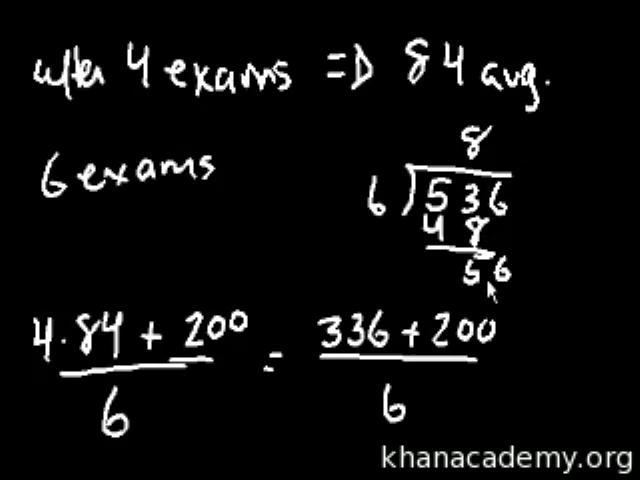 after 4 exams => 84 avg.
6 exams
8
6)536
48
56
4·84 + 200 = 336 + 200
6 6
khanacademy.org